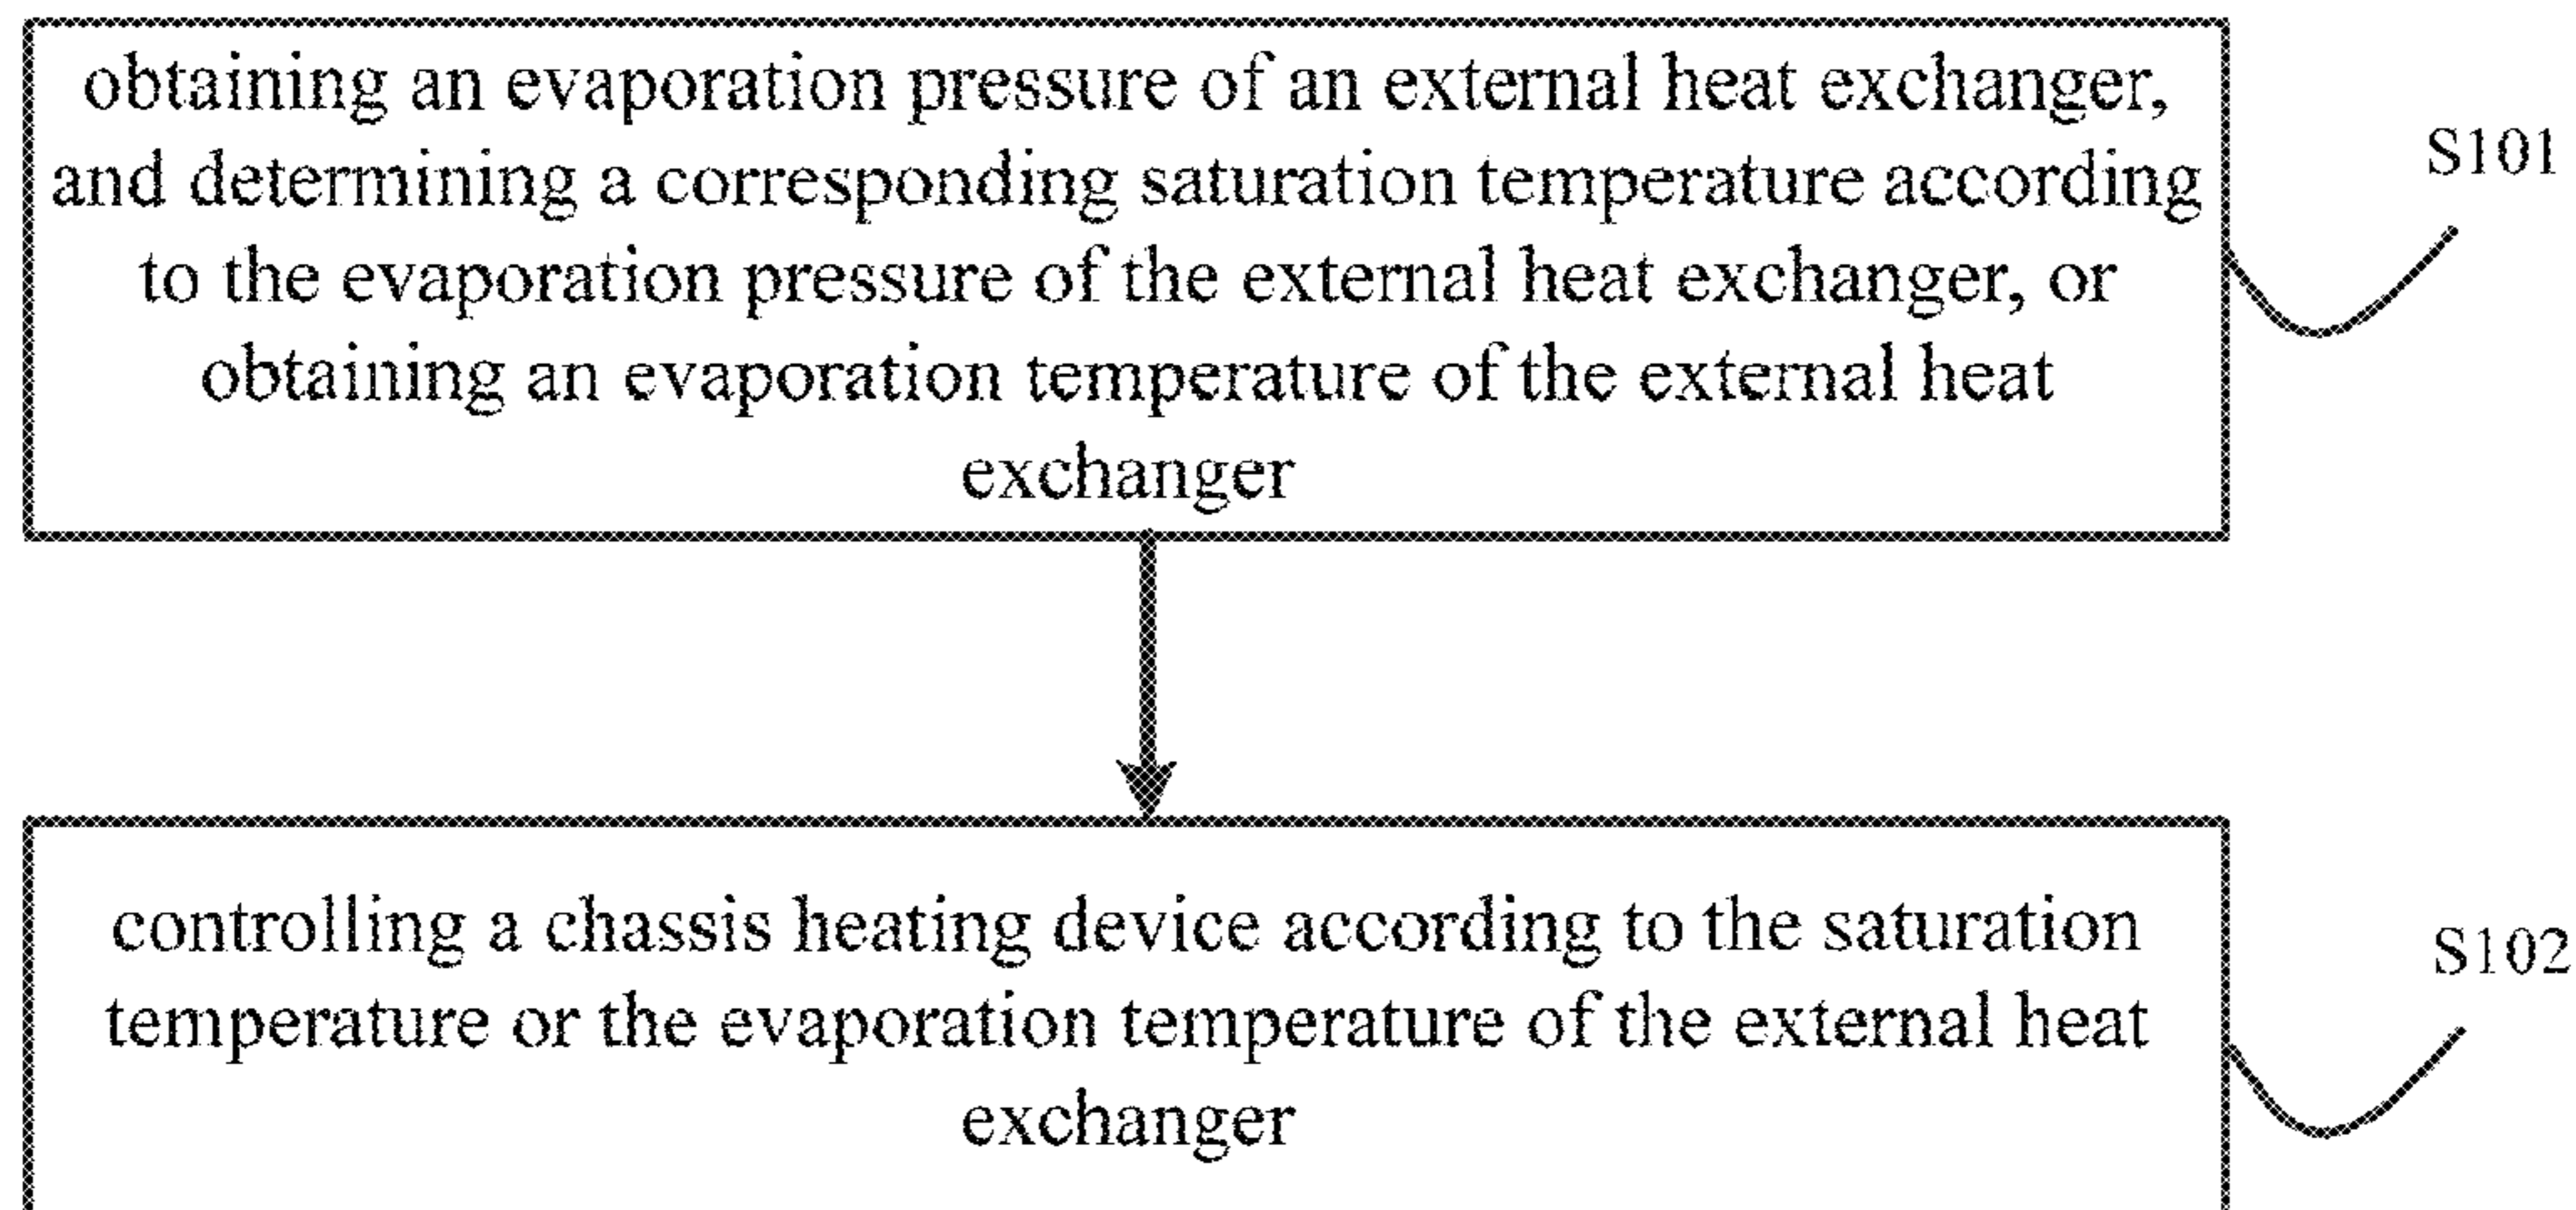 obtaining an evaporation pressure of an external heat exchanger,
and determining a corresponding saturation temperature according
to the evaporation pressure of the external heat exchanger, or
obtaining an evaporation temperature of the external heat
exchanger
S101
controlling a chassis heating device according to the saturation
temperature or the evaporation temperature of the external heat
exchanger
S102